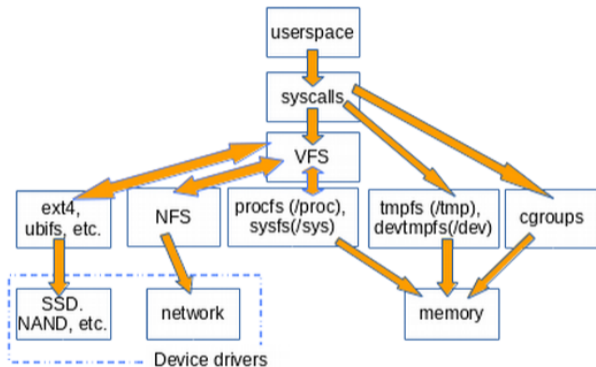 userspace
syscalls
VFS
ext4,
ubifs, etc.
NFS
procfs (/proc),
sysfs(/sys)
tmpfs (/tmp),
devtmpfs(/dev)
cgroups
SSD.
NAND, etc.
network
memory
Device drivers